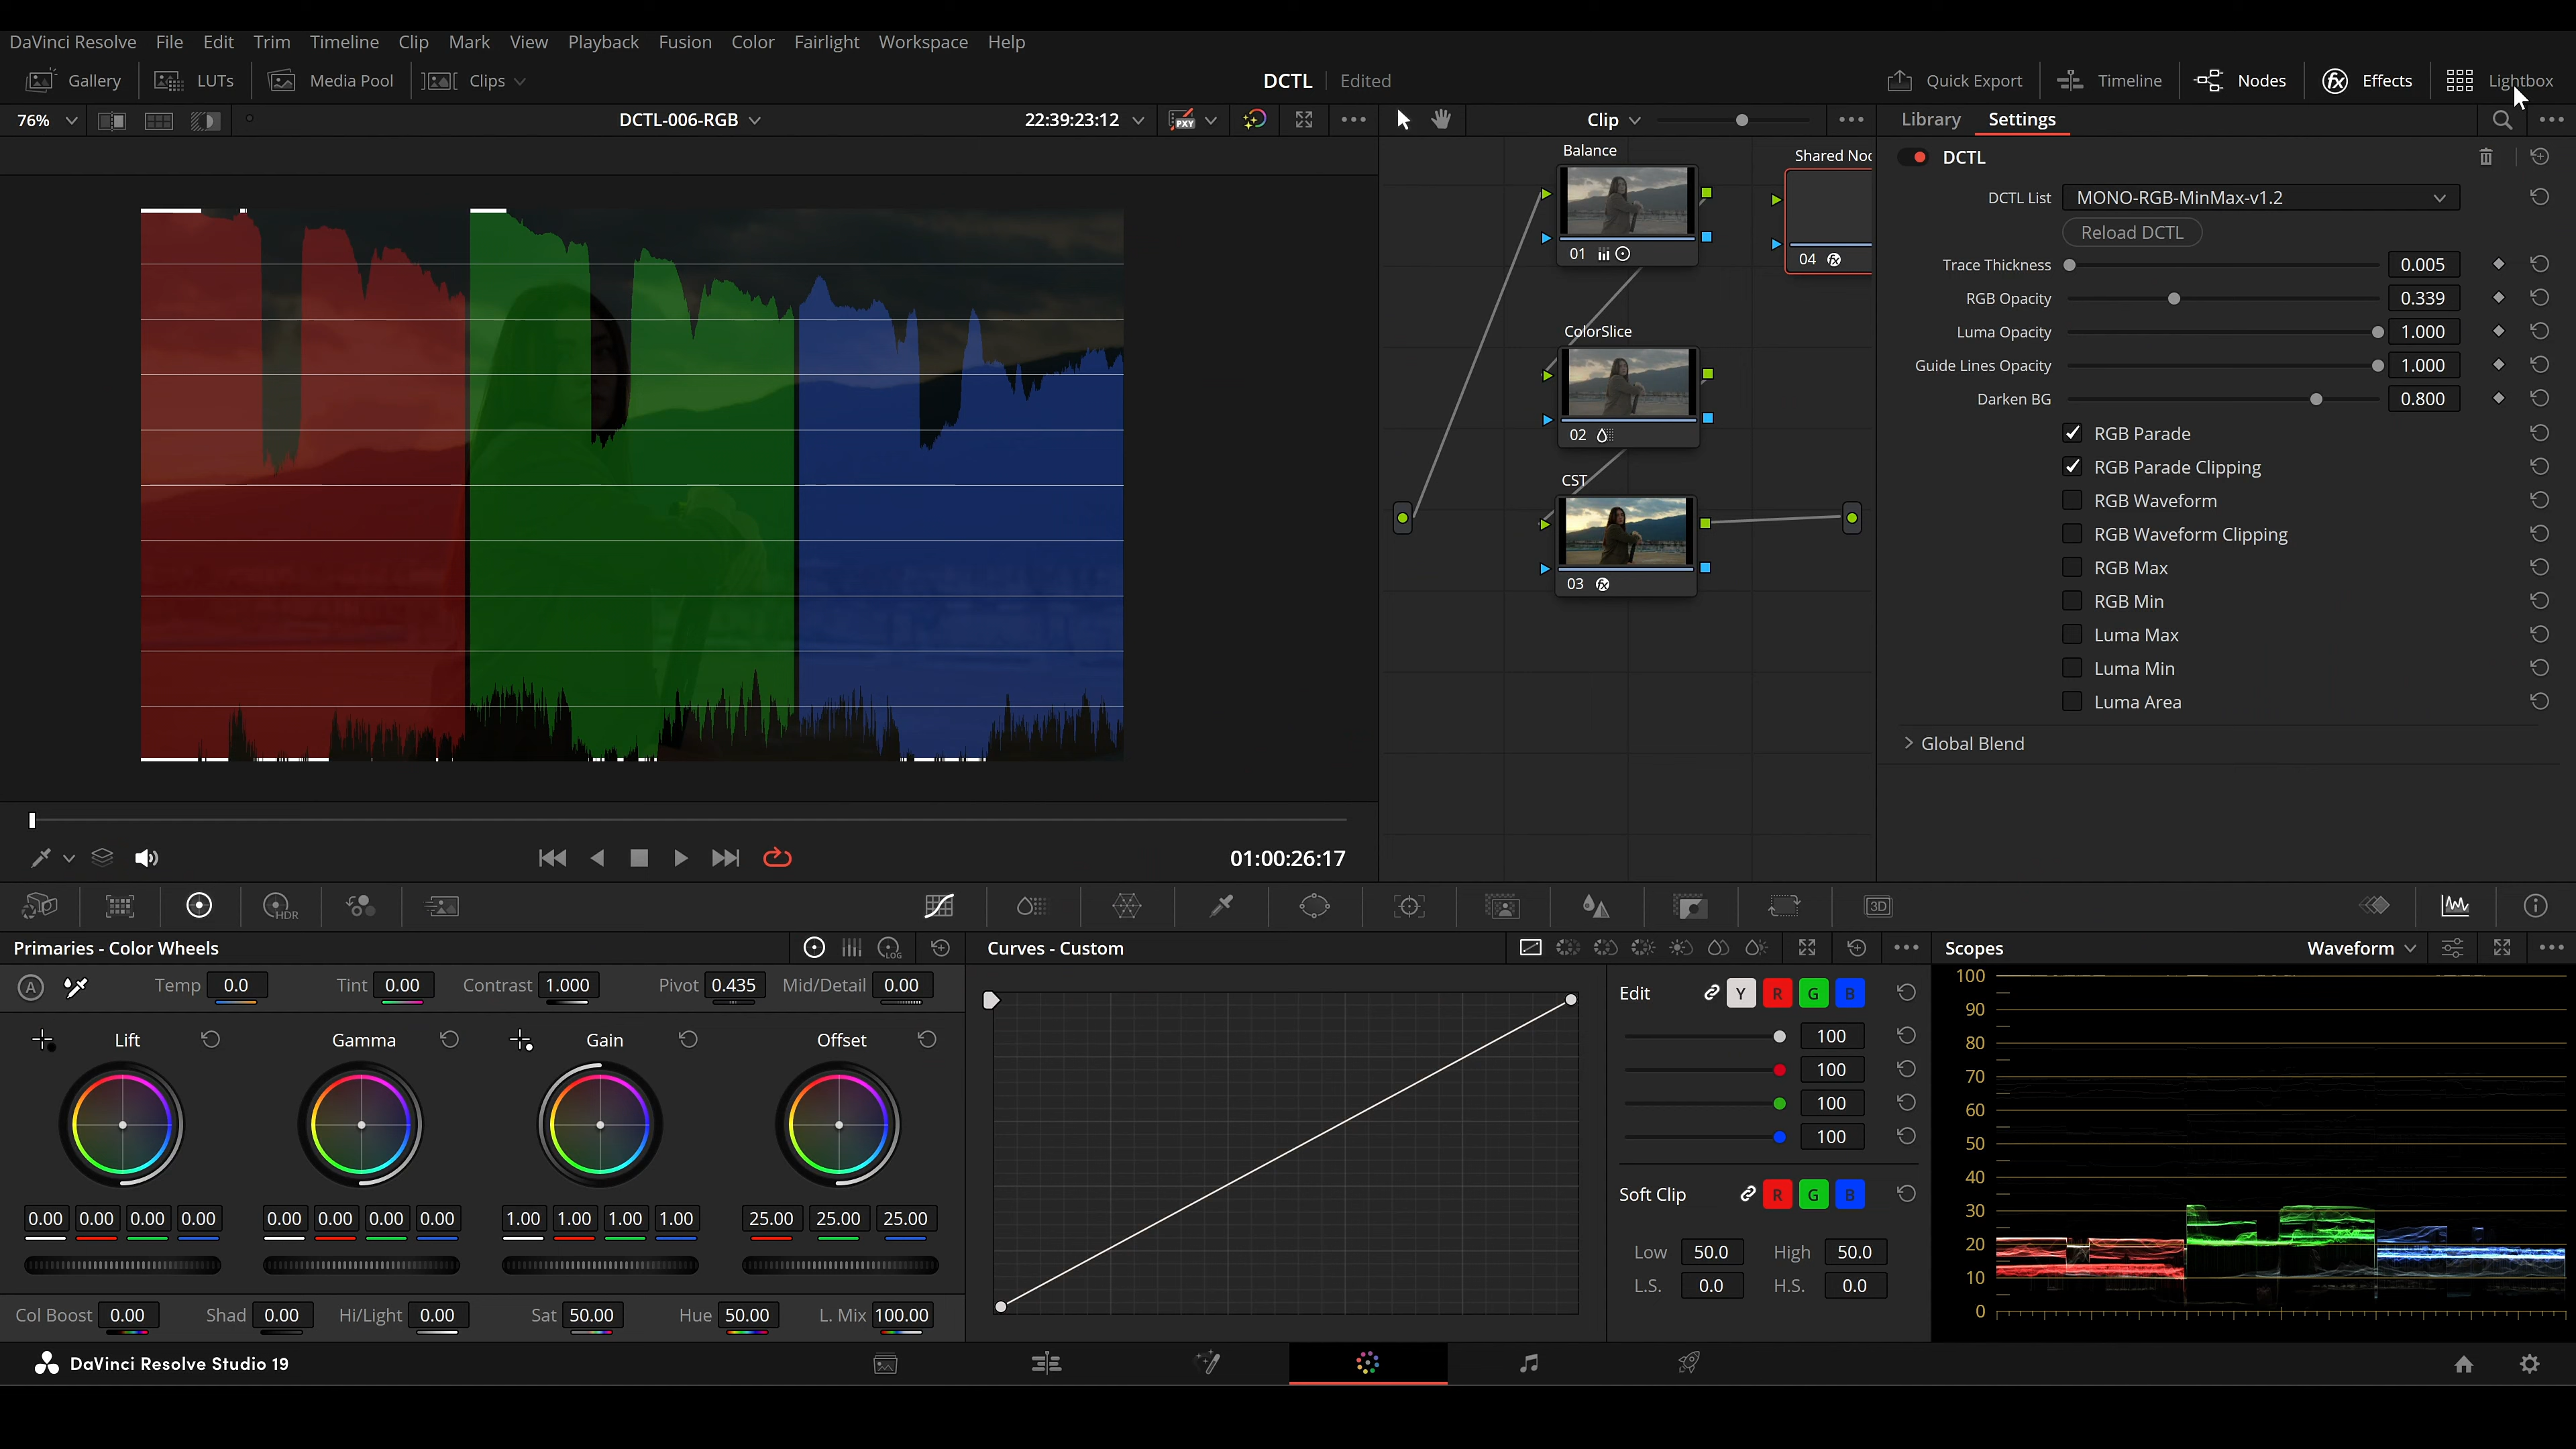 DaVinci Resolve File Edit Trim Timeline Clip Mark View Playback Fusion Color Fairlight Workspace Help
Gallery LUTs Media Pool Clips DCTL Edited Quick Export Timeline Nodes Effects Lightbox
76% DCTL-006-RGB 22:39:23:12 PXY Clip Library Settings
DCTL
DCTL List MONO-RGB-MinMax-v1.2
Reload DCTL
Trace Thickness 0.005
RGB Opacity 0.339
Luma Opacity 1.000
Guide Lines Opacity 1.000
Darken BG 0.800
RGB Parade
RGB Parade Clipping
RGB Waveform
RGB Waveform Clipping
RGB Max
RGB Min
Luma Max
Luma Min
Luma Area
Global Blend
Balance
01
Shared Noc
04
ColorSlice
02
CST
03
01:00:26:17
HDR 3D
Primaries - Color Wheels LOG
Temp 0.0 Tint 0.00 Contrast 1.000 Pivot 0.435 Mid/Detail 0.00
A
Lift Gamma Gain Offset
0.00 0.00 0.00 0.00 0.00 0.00 0.00 0.00 1.00 1.00 1.00 1.00 25.00 25.00 25.00
Col Boost 0.00 Shad 0.00 Hi/Light 0.00 Sat 50.00 Hue 50.00 L. Mix 100.00
Curves - Custom
Edit Y R G B
100
100
100
100
Soft Clip R G B
Low 50.0 High 50.0
L.S. 0.0 H.S. 0.0
Scopes Waveform
100
90
80
70
60
50
40
30
20
10
0
DaVinci Resolve Studio 19